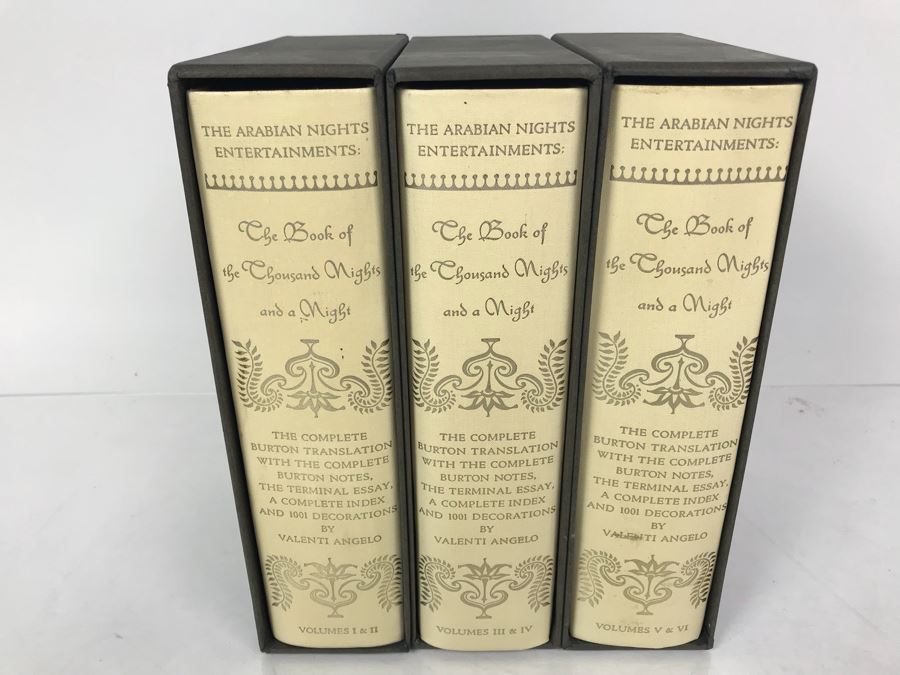 THE ARABIAN NIGHTS
ENTERTAINMENTS:
The Book of
the Thousand Nights
and a Night
THE COMPLETE
BURTON TRANSLATION
WITH THE COMPLETE
BURTON NOTES,
THE TERMINAL ESSAY,
A COMPLETE INDEX
AND 1001 DECORATIONS
BY
VALENTI ANGELO
VOLUMES I & II
THE ARABIAN NIGHTS
ENTERTAINMENTS:
The Book of
the Thousand Nights
and a Night
THE COMPLETE
BURTON TRANSLATION
WITH THE COMPLETE
BURTON NOTES,
THE TERMINAL ESSAY,
A COMPLETE INDEX
AND 1001 DECORATIONS
BY
VALENTI ANGELO
VOLUMES III & IV
THE ARABIAN NIGHTS
ENTERTAINMENTS:
The Book of
the Thousand Nights
and a Night
THE COMPLETE
BURTON TRANSLATION
WITH THE COMPLETE
BURTON NOTES,
THE TERMINAL ESSAY,
A COMPLETE INDEX
AND 1001 DECORATIONS
BY
VALENTI ANGELO
VOLUMES V & VI